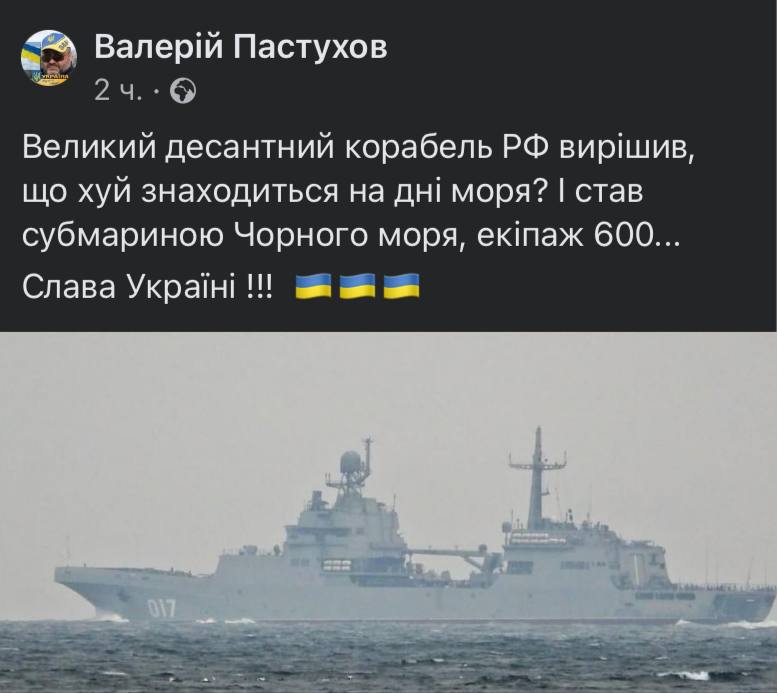 Валерій Пастухов
2 ч. ·
Великий десантний корабель РФ вирішив,
що хуй знаходиться на дні моря? І став
субмариною Чорного моря, екіпаж 600...
Слава Україні !!! 🇺🇦🇺🇦🇺🇦
017